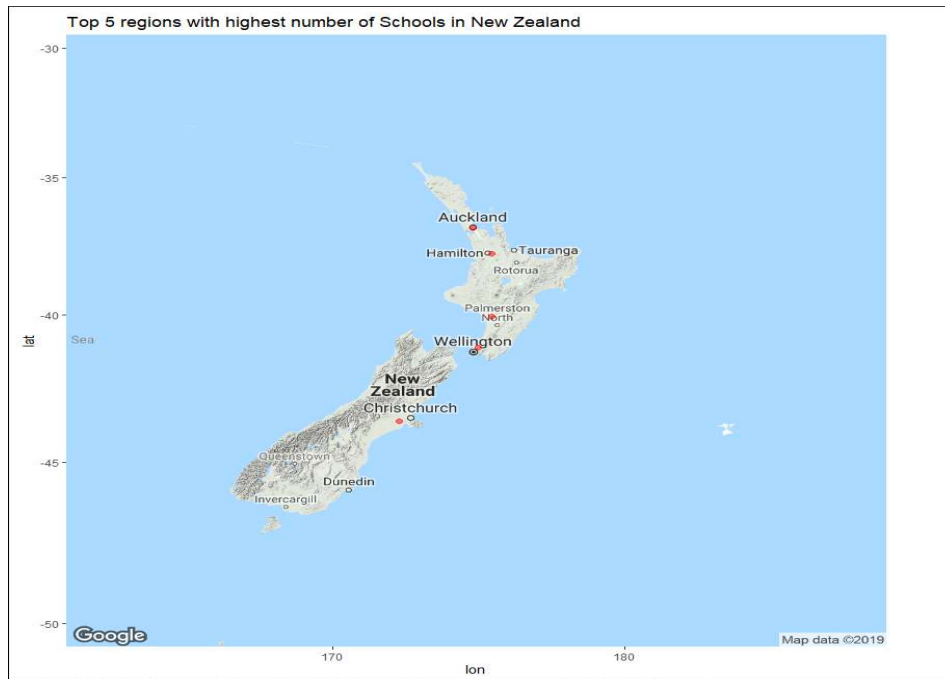 Top 5 regions with highest number of Schools in New Zealand
-30
-35
Auckland
Hamilton
Tauranga
Rotorua
-40
Palmerston
North
lat
Sea
Wellington
New
Zealand
Christchurch
-45
Queenstown
Dunedin
Invercargill
-50
Google
Map data ©2019
170
180
lon